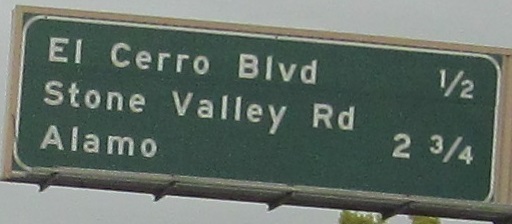 El Cerro Blvd 1/2
Stone Valley Rd
Alamo 2 3/4